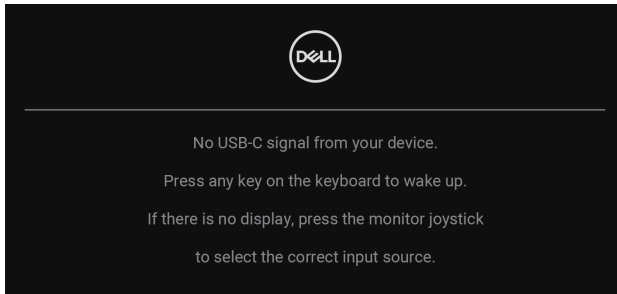 DELL
No USB-C signal from your device.
Press any key on the keyboard to wake up.
If there is no display, press the monitor joystick
to select the correct input source.